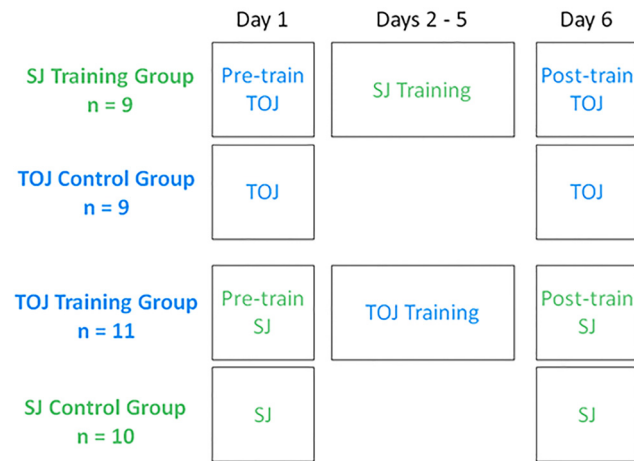 Day 1
Days 2 - 5
Day 6
SJ Training Group
n = 9
Pre-train
TOJ
SJ Training
Post-train
TOJ
TOJ Control Group
n = 9
TOJ
TOJ
TOJ Training Group
n = 11
Pre-train
SJ
TOJ Training
Post-train
SJ
SJ Control Group
n = 10
SJ
SJ